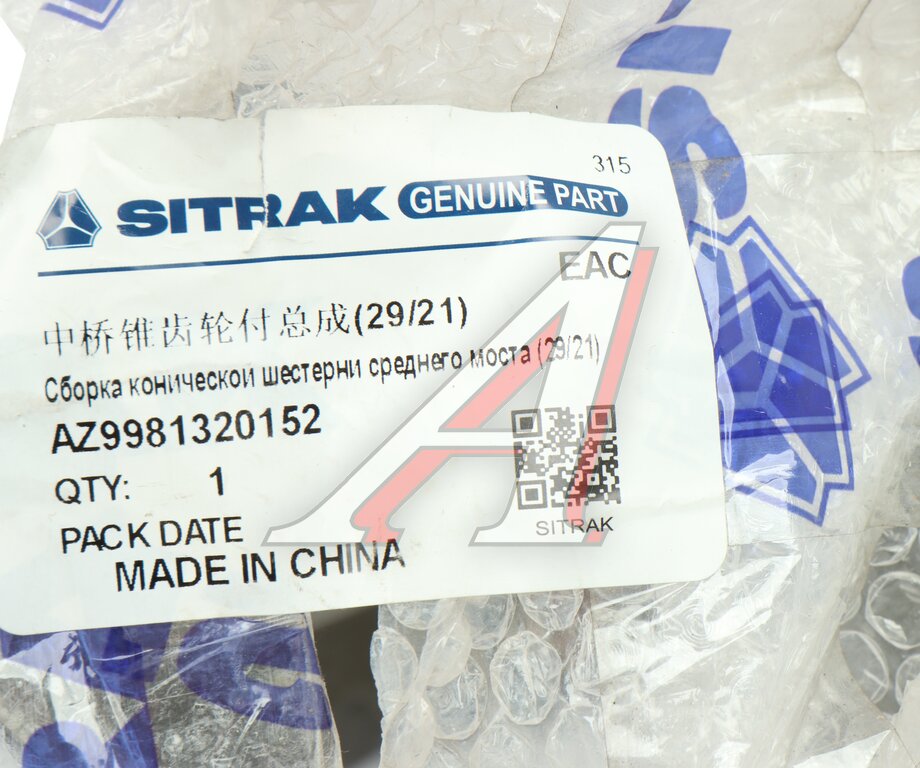 315
SITRAK GENUINE PART
EAC
中桥锥齿轮付总成(29/21)
Сборка конической шестерни среднего моста (29/21)
AZ9981320152
QTY: 1
PACK DATE
MADE IN CHINA
SITRAK